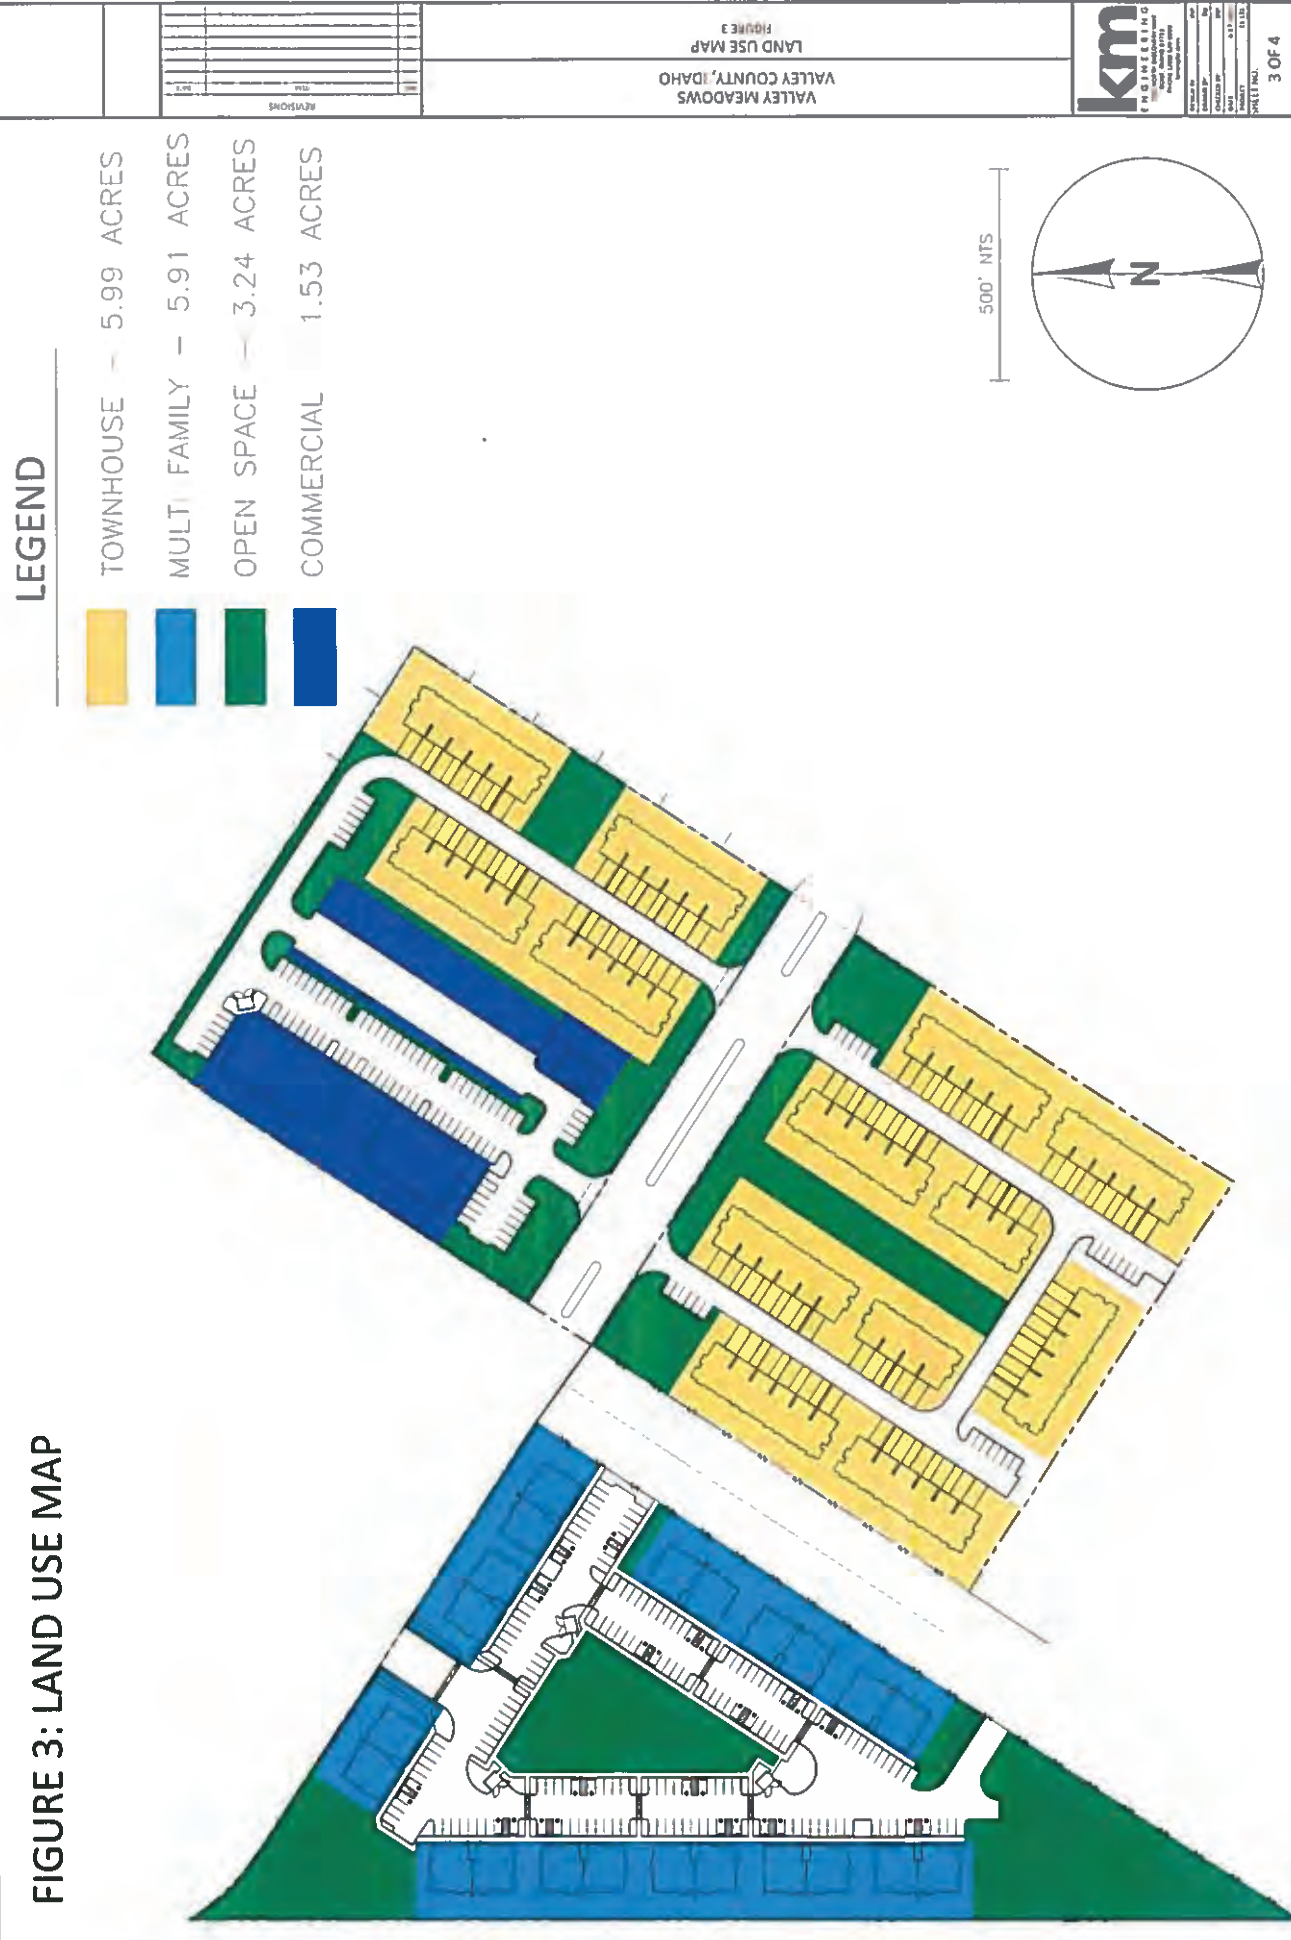 FIGURE 3: LAND USE MAP
LEGEND
TOWNHOUSE – 5.99 ACRES
MULTI FAMILY – 5.91 ACRES
OPEN SPACE – 3.24 ACRES
COMMERCIAL 1.53 ACRES
500' NTS
N
REVISIONS
VALLEY MEADOWS
VALLEY COUNTY, IDAHO
LAND USE MAP
FIGURE 3
km
ENGINEERING
SHEET NO.
3 OF 4